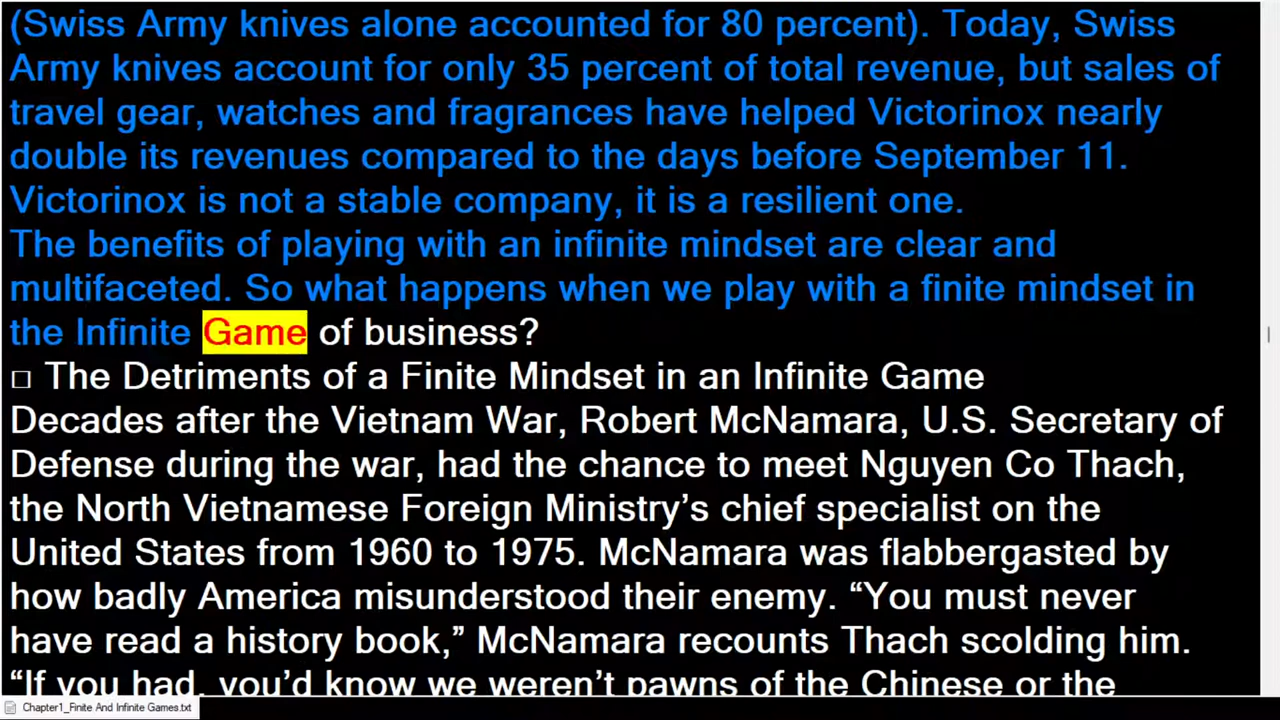 (Swiss Army knives alone accounted for 80 percent). Today, Swiss
Army knives account for only 35 percent of total revenue, but sales of
travel gear, watches and fragrances have helped Victorinox nearly
double its revenues compared to the days before September 11.
Victorinox is not a stable company, it is a resilient one.
The benefits of playing with an infinite mindset are clear and
multifaceted. So what happens when we play with a finite mindset in
the Infinite Game of business?
□ The Detriments of a Finite Mindset in an Infinite Game
Decades after the Vietnam War, Robert McNamara, U.S. Secretary of
Defense during the war, had the chance to meet Nguyen Co Thach,
the North Vietnamese Foreign Ministry’s chief specialist on the
United States from 1960 to 1975. McNamara was flabbergasted by
how badly America misunderstood their enemy. “You must never
have read a history book,” McNamara recounts Thach scolding him.
“If you had, you’d know we weren’t pawns of the Chinese or the
Chapter1_Finite And Infinite Games.txt